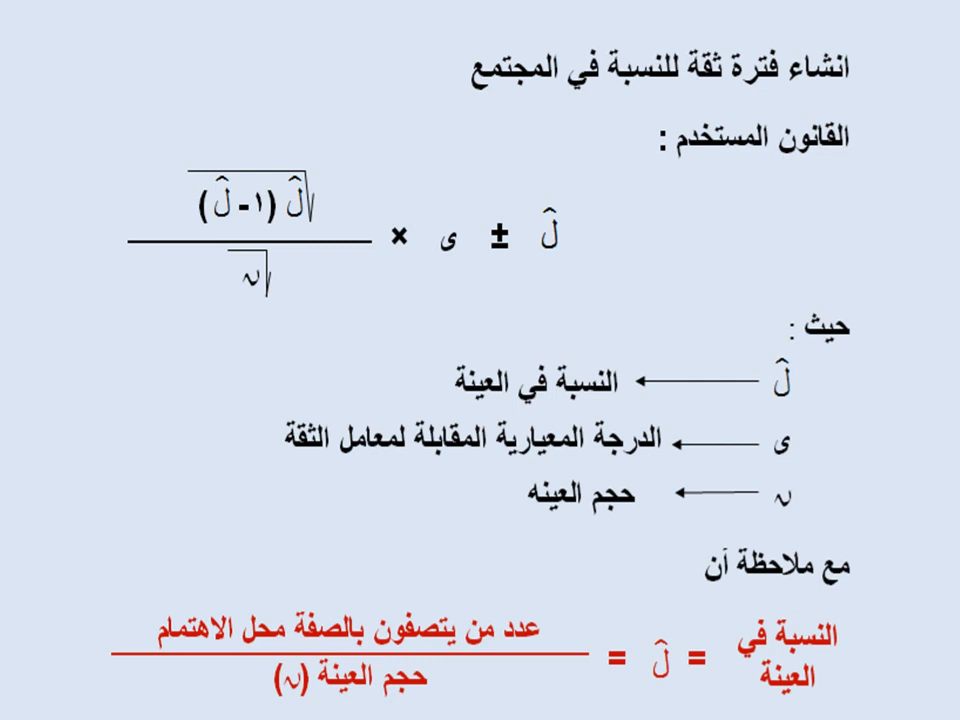 انشاء فترة ثقة للنسبة في المجتمع
القانون المستخدم :
لَ̂ ± ى × √لَ̂ (١ - لَ̂) / √ن
حيث :
لَ̂ ← النسبة في العينة
ى ← الدرجة المعيارية المقابلة لمعامل الثقة
ن ← حجم العينه
مع ملاحظة أن
النسبة في العينة = لَ̂ = عدد من يتصفون بالصفة محل الاهتمام / حجم العينة (ن)